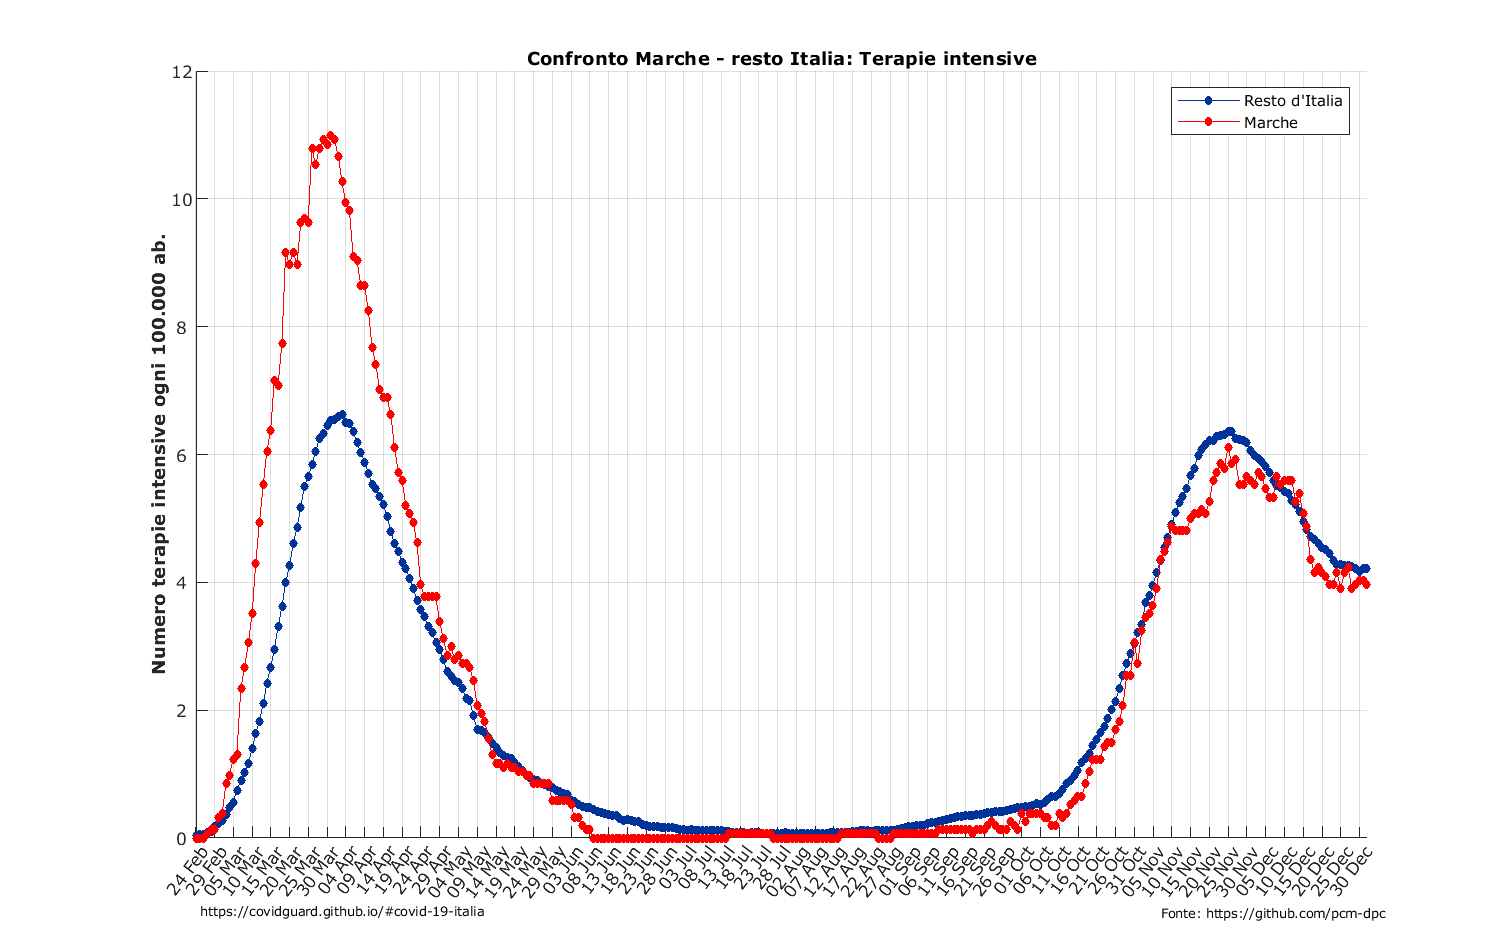 Confronto Marche - resto Italia: Terapie intensive
Resto d'Italia
Marche
Numero terapie intensive ogni 100.000 ab.
12
10
8
6
4
2
0
24 Feb
29 Feb
05 Mar
10 Mar
15 Mar
20 Mar
25 Mar
30 Mar
04 Apr
09 Apr
14 Apr
19 Apr
24 Apr
29 Apr
04 May
09 May
14 May
19 May
24 May
29 May
03 Jun
08 Jun
13 Jun
18 Jun
23 Jun
28 Jun
03 Jul
08 Jul
13 Jul
18 Jul
23 Jul
28 Jul
02 Aug
07 Aug
12 Aug
17 Aug
22 Aug
27 Aug
01 Sep
06 Sep
11 Sep
16 Sep
21 Sep
26 Sep
01 Oct
06 Oct
11 Oct
16 Oct
21 Oct
26 Oct
31 Oct
05 Nov
10 Nov
15 Nov
20 Nov
25 Nov
30 Nov
05 Dec
10 Dec
15 Dec
20 Dec
25 Dec
30 Dec
https://covidguard.github.io/#covid-19-italia
Fonte: https://github.com/pcm-dpc